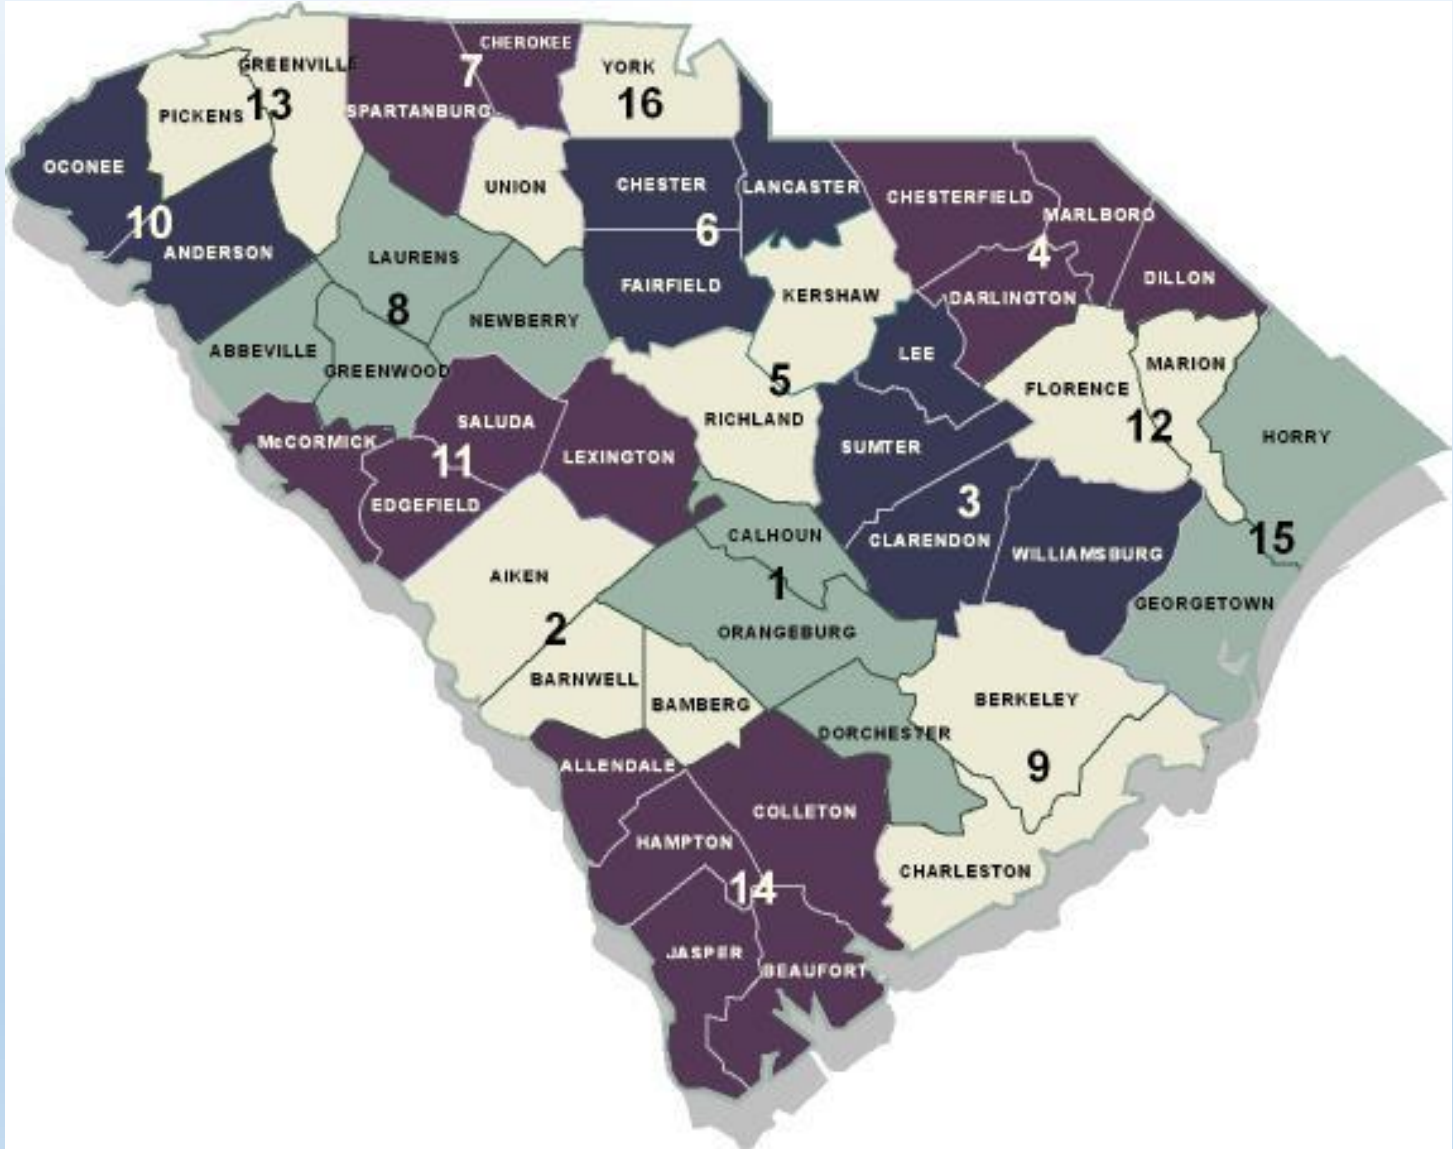 CHEROKEE
GREENVILLE
7
YORK
13
16
PICKENS
SPARTANBURG
OCONEE
UNION
CHESTER
LANCASTER
CHESTERFIELD
MARLBORO
10
6
ANDERSON
LAURENS
4
DILLON
FAIRFIELD
KERSHAW
DARLINGTON
8
NEWBERRY
ABBEVILLE
LEE
MARION
GREENWOOD
5
FLORENCE
SALUDA
RICHLAND
12
HORRY
McCORMICK
11
LEXINGTON
SUMTER
EDGEFIELD
3
CALHOUN
CLARENDON
15
WILLIAMSBURG
AIKEN
1
GEORGETOWN
2
ORANGEBURG
BARNWELL
BAMBERG
BERKELEY
DORCHESTER
ALLENDALE
9
COLLETON
HAMPTON
CHARLESTON
14
JASPER
BEAUFORT